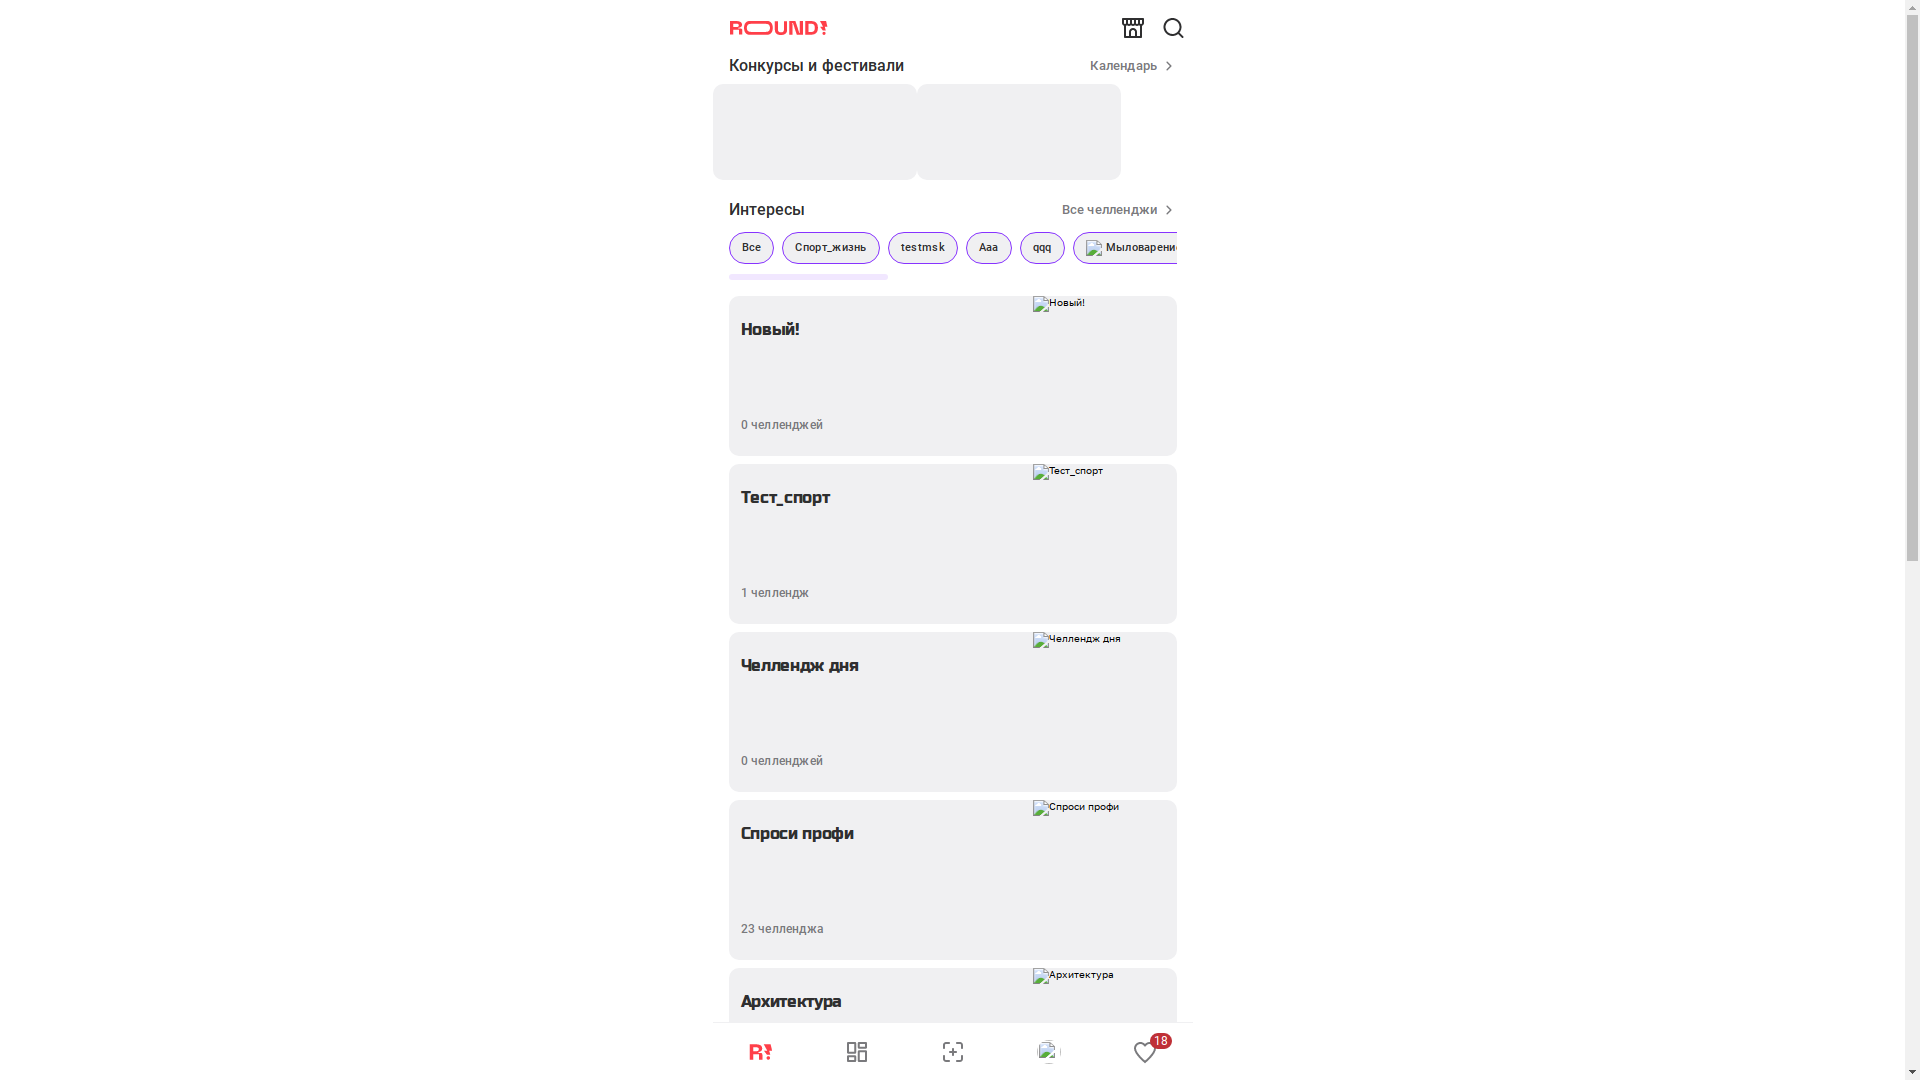 ROUND!
Конкурсы и фестивали
Календарь
Интересы
Все челленджи
Все
Спорт_жизнь
testmsk
Ааа
qqq
Мыловарение
Новый!
Новый!
0 челленджей
Тест_спорт
Тест_спорт
1 челлендж
Челлендж дня
Челлендж дня
0 челленджей
Спроси профи
Спроси профи
23 челленджа
Архитектура
Архитектура
R!
18